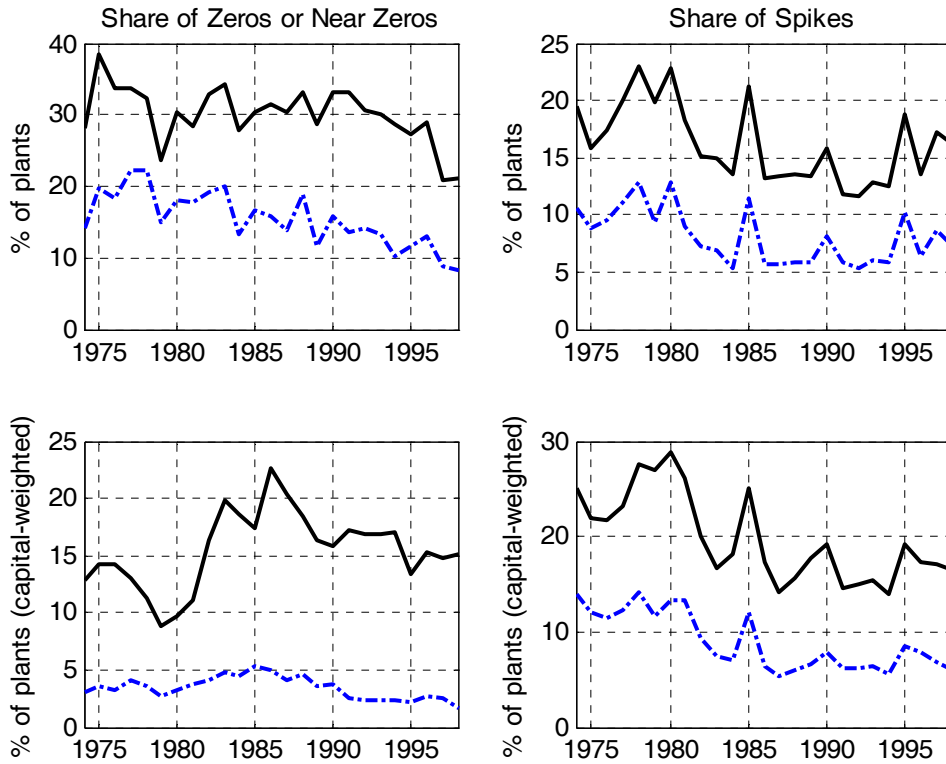 Share of Zeros or Near Zeros
% of plants
40
30
20
10
0
1975 1980 1985 1990 1995
Share of Spikes
% of plants
25
20
15
10
5
0
1975 1980 1985 1990 1995
% of plants (capital-weighted)
25
20
15
10
5
0
1975 1980 1985 1990 1995
% of plants (capital-weighted)
30
20
10
0
1975 1980 1985 1990 1995